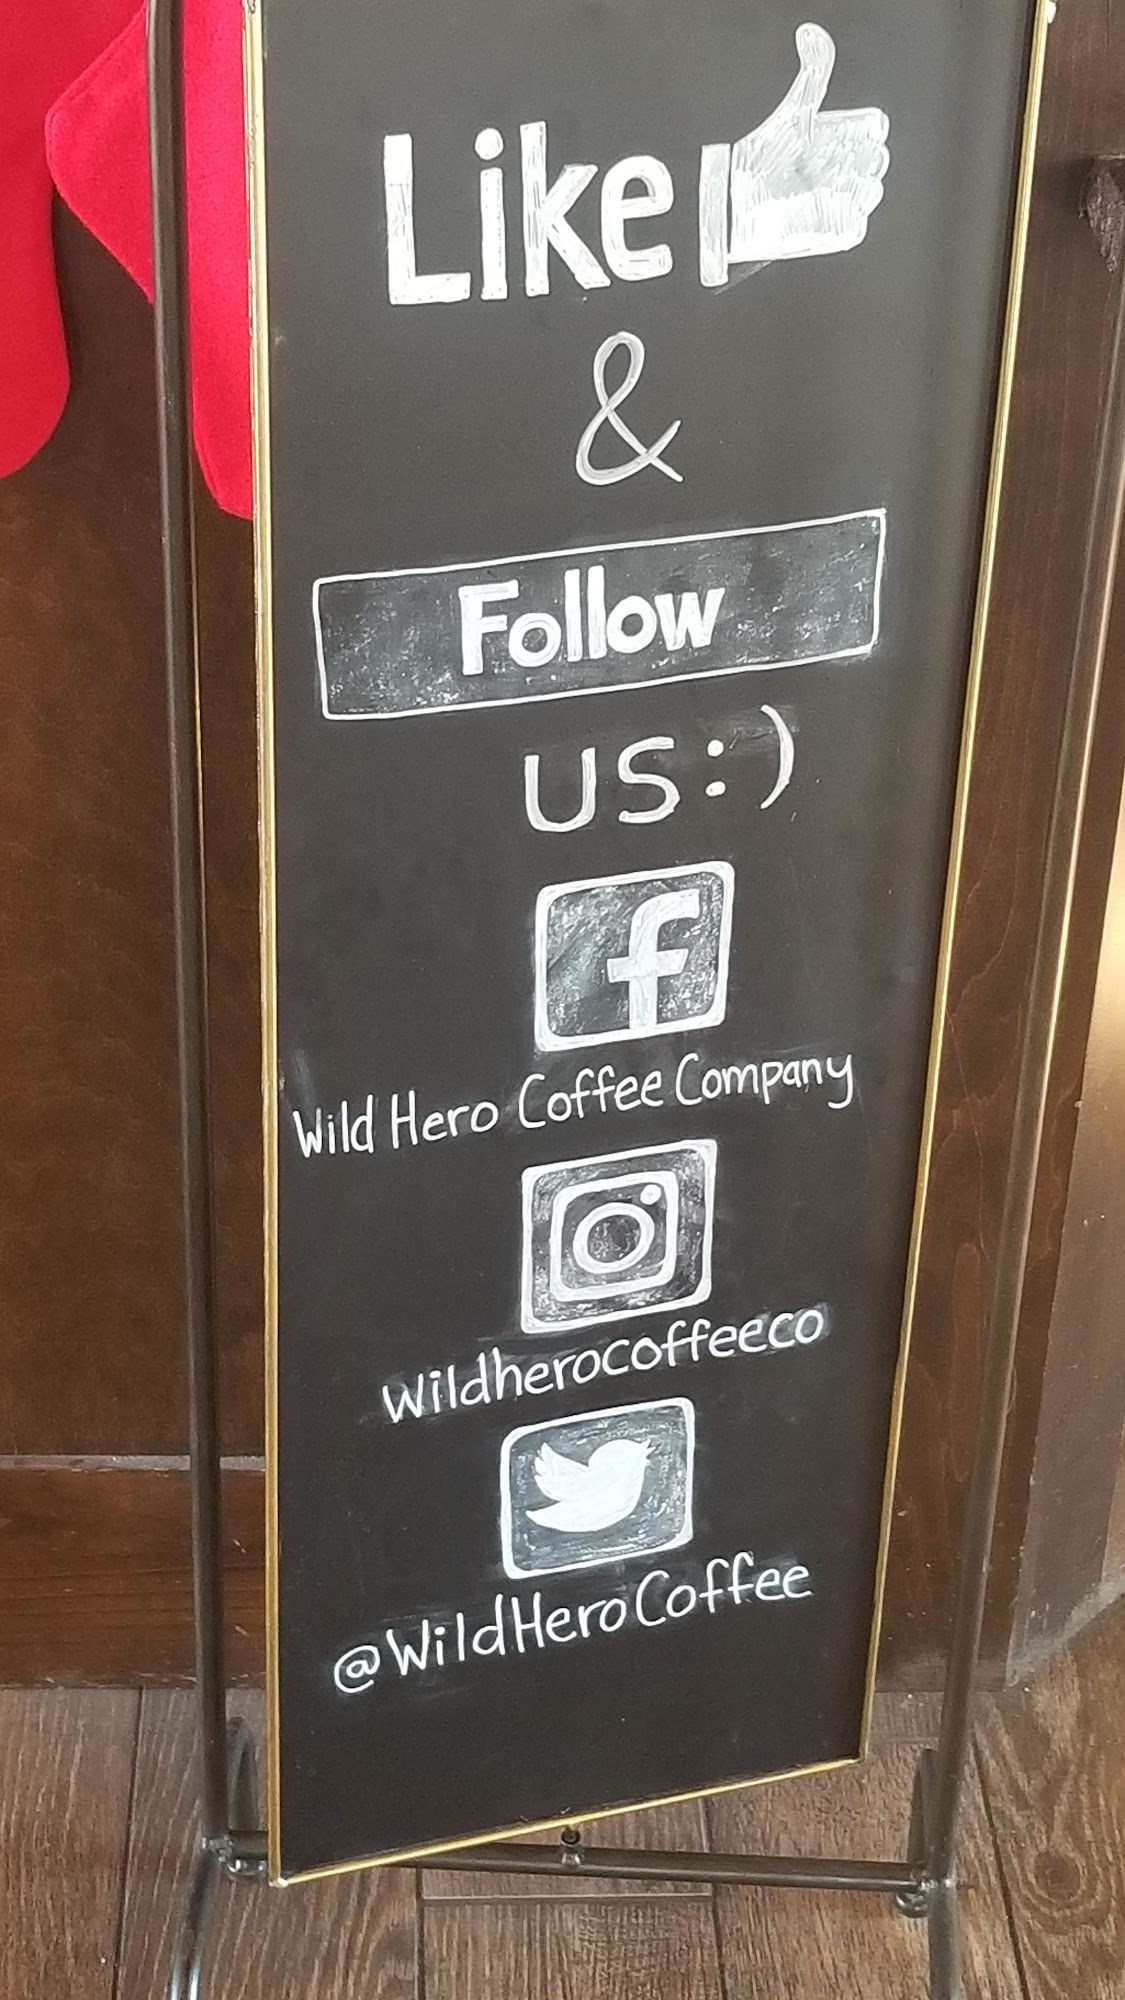 Like
&
Follow
us:)
f
Wild Hero Coffee Company
wildherocoffeeco
@WildHeroCoffee